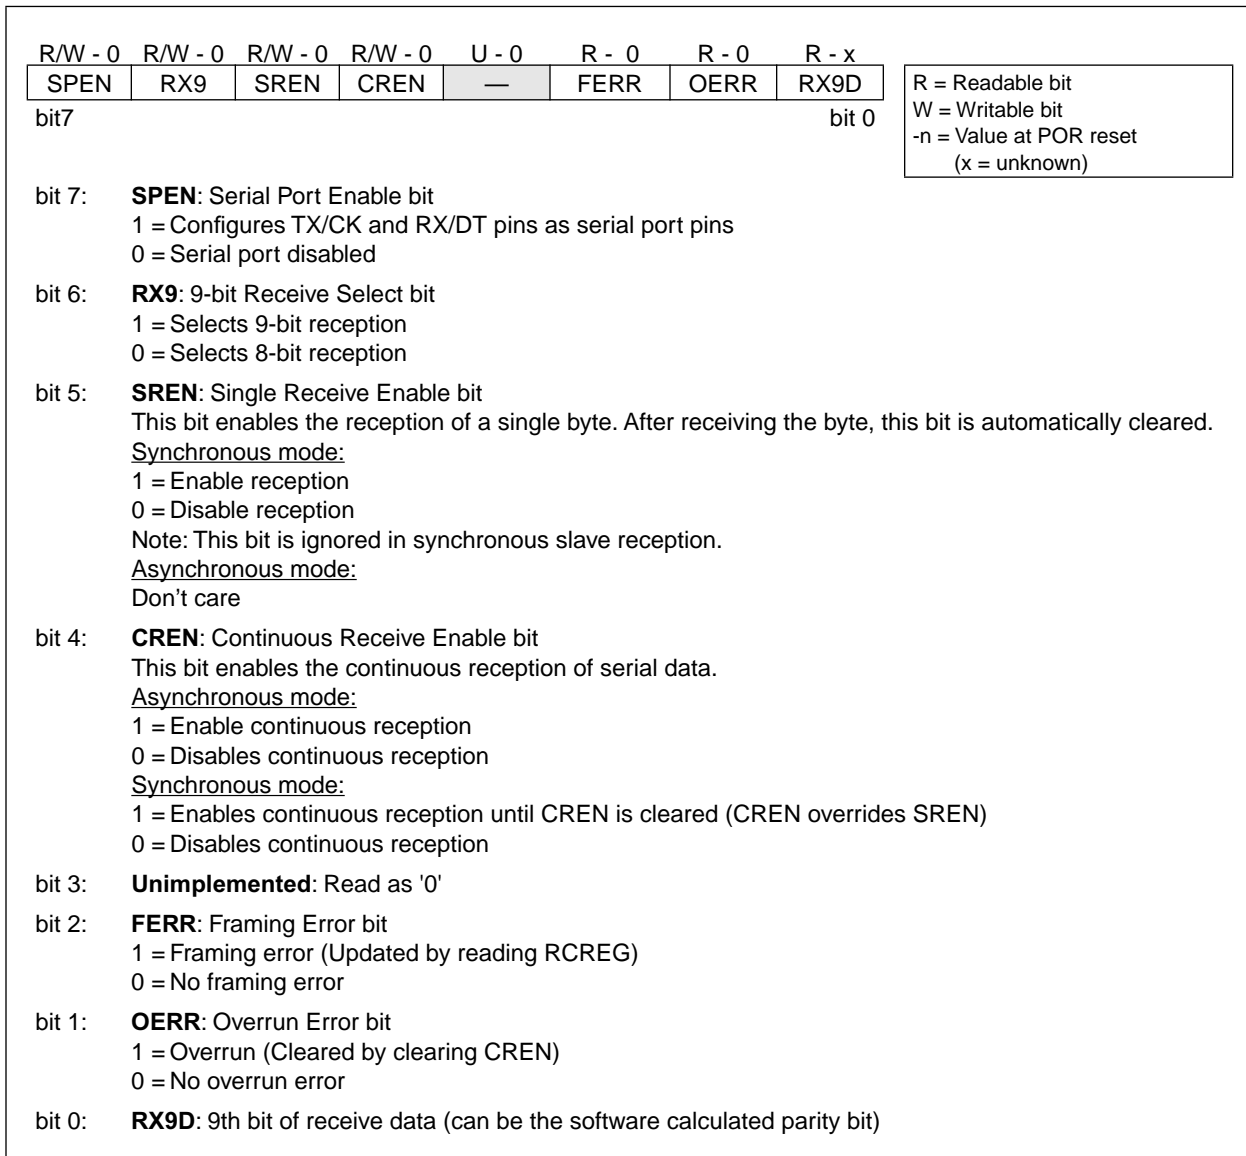 R/W - 0 R/W - 0 R/W - 0 R/W - 0 U - 0 R - 0 R - 0 R - x
SPEN RX9 SREN CREN — FERR OERR RX9D
bit7 bit 0
R = Readable bit
W = Writable bit
-n = Value at POR reset
(x = unknown)
bit 7: SPEN: Serial Port Enable bit
1 = Configures TX/CK and RX/DT pins as serial port pins
0 = Serial port disabled
bit 6: RX9: 9-bit Receive Select bit
1 = Selects 9-bit reception
0 = Selects 8-bit reception
bit 5: SREN: Single Receive Enable bit
This bit enables the reception of a single byte. After receiving the byte, this bit is automatically cleared.
Synchronous mode:
1 = Enable reception
0 = Disable reception
Note: This bit is ignored in synchronous slave reception.
Asynchronous mode:
Don't care
bit 4: CREN: Continuous Receive Enable bit
This bit enables the continuous reception of serial data.
Asynchronous mode:
1 = Enable continuous reception
0 = Disables continuous reception
Synchronous mode:
1 = Enables continuous reception until CREN is cleared (CREN overrides SREN)
0 = Disables continuous reception
bit 3: Unimplemented: Read as '0'
bit 2: FERR: Framing Error bit
1 = Framing error (Updated by reading RCREG)
0 = No framing error
bit 1: OERR: Overrun Error bit
1 = Overrun (Cleared by clearing CREN)
0 = No overrun error
bit 0: RX9D: 9th bit of receive data (can be the software calculated parity bit)